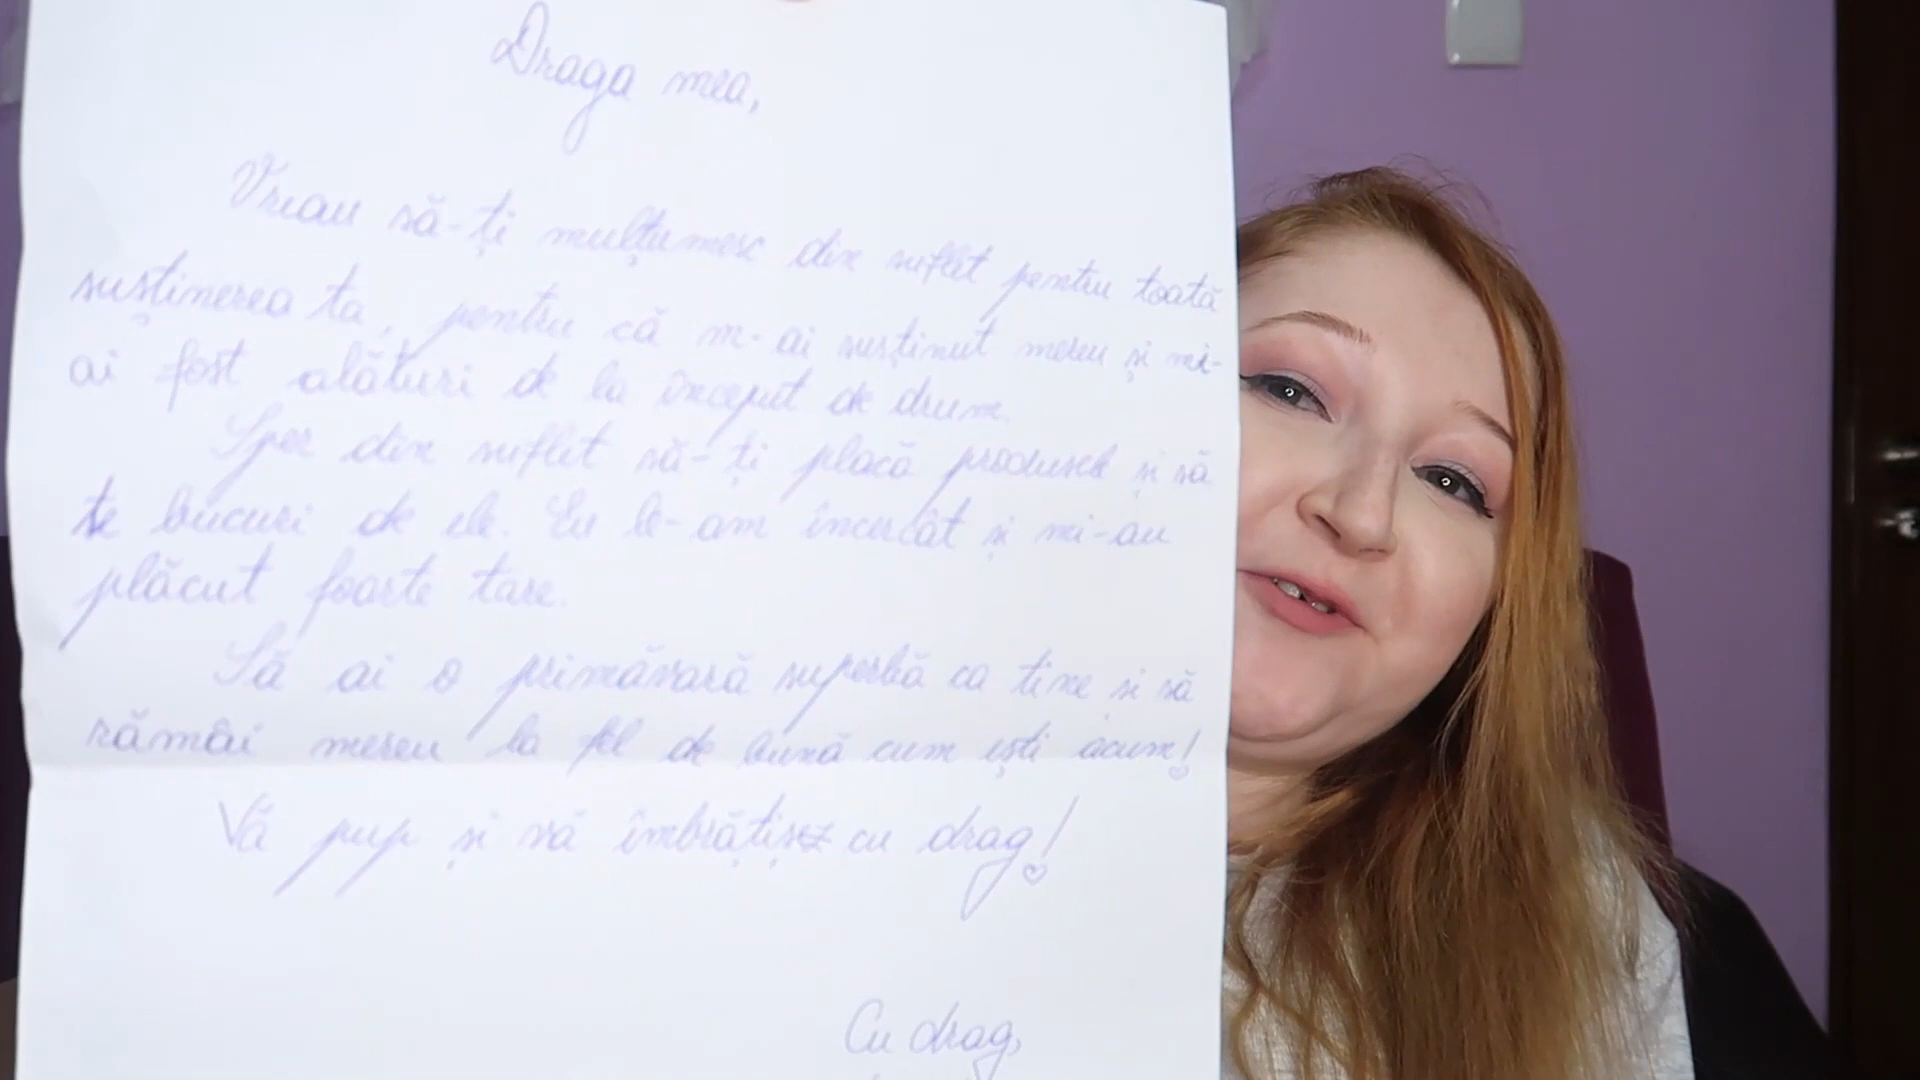 Draga mea,
Vreau să-ți mulțumesc din suflet pentru toată
susținerea ta, pentru că m-ai susținut mereu și mi-
ai fost alături de la început de drum.
Sper din suflet să-ți placă produsele și să
te bucuri de ele. Eu le-am încercat și mi-au
plăcut foarte tare.
Să ai o primăvară superbă ca tine și să
rămâi mereu la fel de bună cum ești acum!
Vă pup și vă îmbrățișez cu drag!
Cu drag,